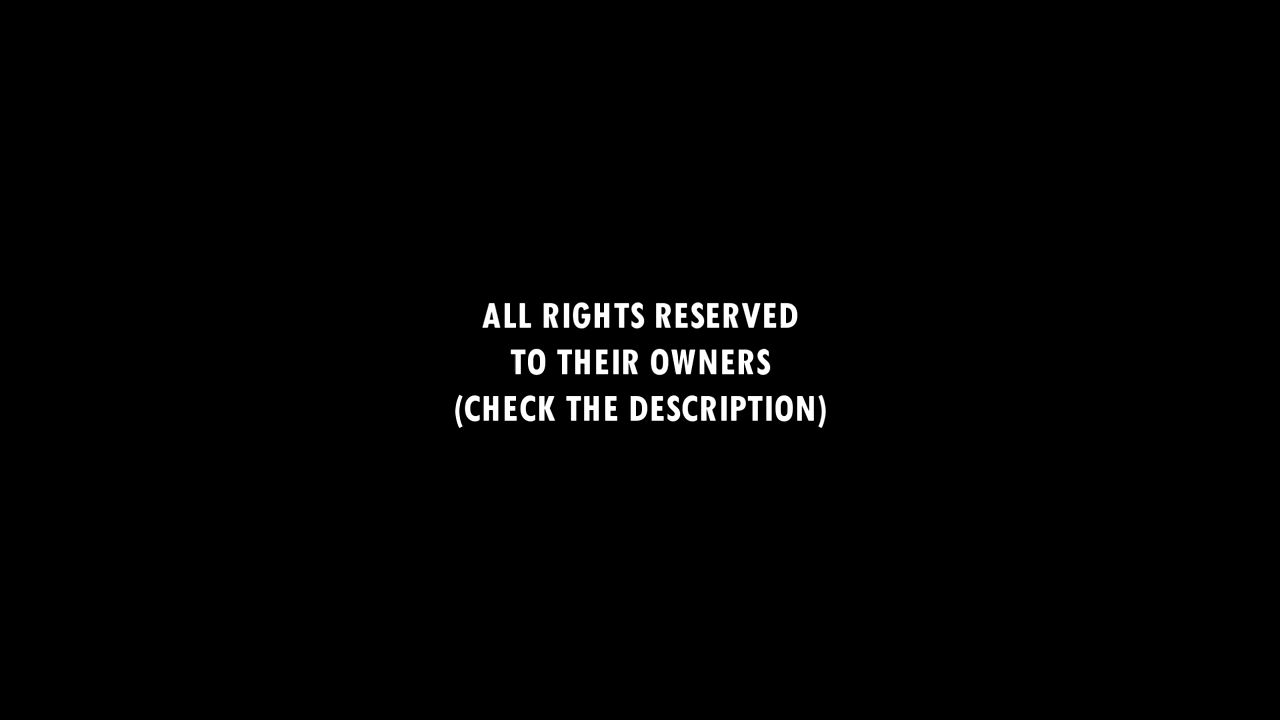 ALL RIGHTS RESERVED
TO THEIR OWNERS
(CHECK THE DESCRIPTION)